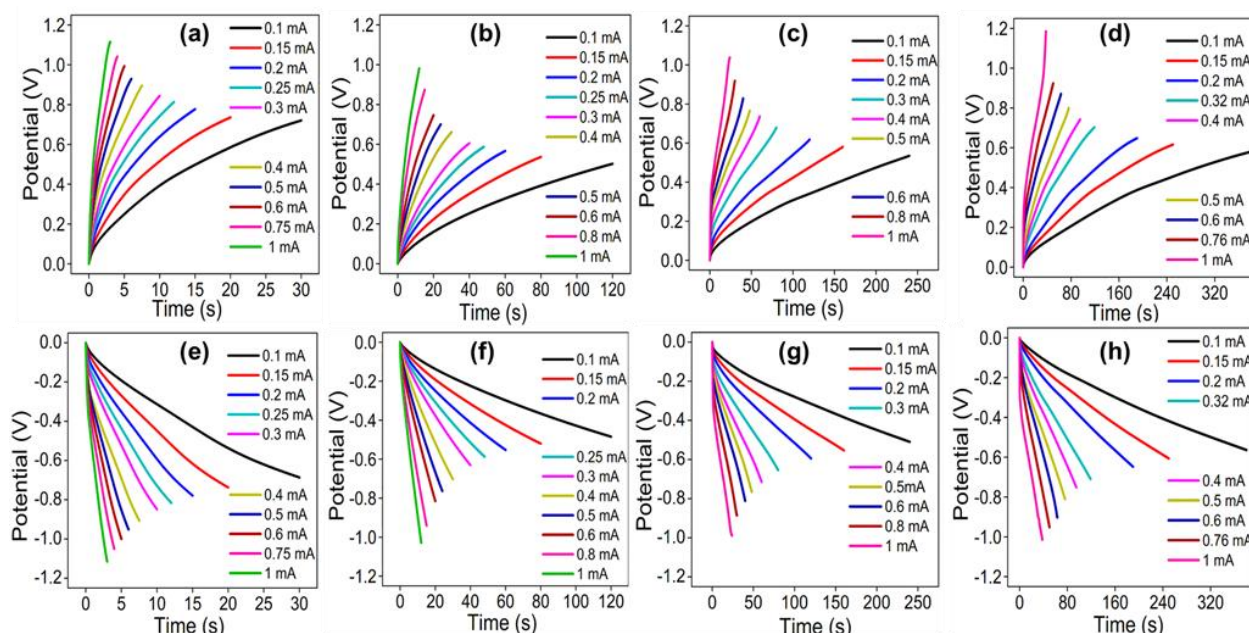 (a)
Potential (V)
1.2
1.0
0.8
0.6
0.4
0.2
0.0
0.1 mA
0.15 mA
0.2 mA
0.25 mA
0.3 mA
0.4 mA
0.5 mA
0.6 mA
0.75 mA
1 mA
0 5 10 15 20 25 30
Time (s)
(b)
Potential (V)
1.2
1.0
0.8
0.6
0.4
0.2
0.0
0.1 mA
0.15 mA
0.2 mA
0.25 mA
0.3 mA
0.4 mA
0.5 mA
0.6 mA
0.8 mA
1 mA
0 20 40 60 80 100 120
Time (s)
(c)
Potential (V)
1.2
1.0
0.8
0.6
0.4
0.2
0.0
0.1 mA
0.15 mA
0.2 mA
0.3 mA
0.4 mA
0.5 mA
0.6 mA
0.8 mA
1 mA
0 50 100 150 200 250
Time (s)
(d)
Potential (V)
1.2
1.0
0.8
0.6
0.4
0.2
0.0
0.1 mA
0.15 mA
0.2 mA
0.32 mA
0.4 mA
0.5 mA
0.6 mA
0.76 mA
1 mA
0 80 160 240 320
Time (s)
(e)
Potential (V)
0.0
-0.2
-0.4
-0.6
-0.8
-1.0
-1.2
0.1 mA
0.15 mA
0.2 mA
0.25 mA
0.3 mA
0.4 mA
0.5 mA
0.6 mA
0.75 mA
1 mA
0 5 10 15 20 25 30
Time (s)
(f)
Potential (V)
0.0
-0.2
-0.4
-0.6
-0.8
-1.0
-1.2
0.1 mA
0.15 mA
0.2 mA
0.25 mA
0.3 mA
0.4 mA
0.5 mA
0.6 mA
0.8 mA
1 mA
0 20 40 60 80 100 120
Time (s)
(g)
Potential (V)
0.0
-0.2
-0.4
-0.6
-0.8
-1.0
-1.2
0.1 mA
0.15 mA
0.2 mA
0.3 mA
0.4 mA
0.5mA
0.6 mA
0.8 mA
1 mA
0 50 100 150 200 250
Time (s)
(h)
Potential (V)
0.0
-0.2
-0.4
-0.6
-0.8
-1.0
-1.2
0.1 mA
0.15 mA
0.2 mA
0.32 mA
0.4 mA
0.5 mA
0.6 mA
0.76 mA
1 mA
0 80 160 240 320
Time (s)